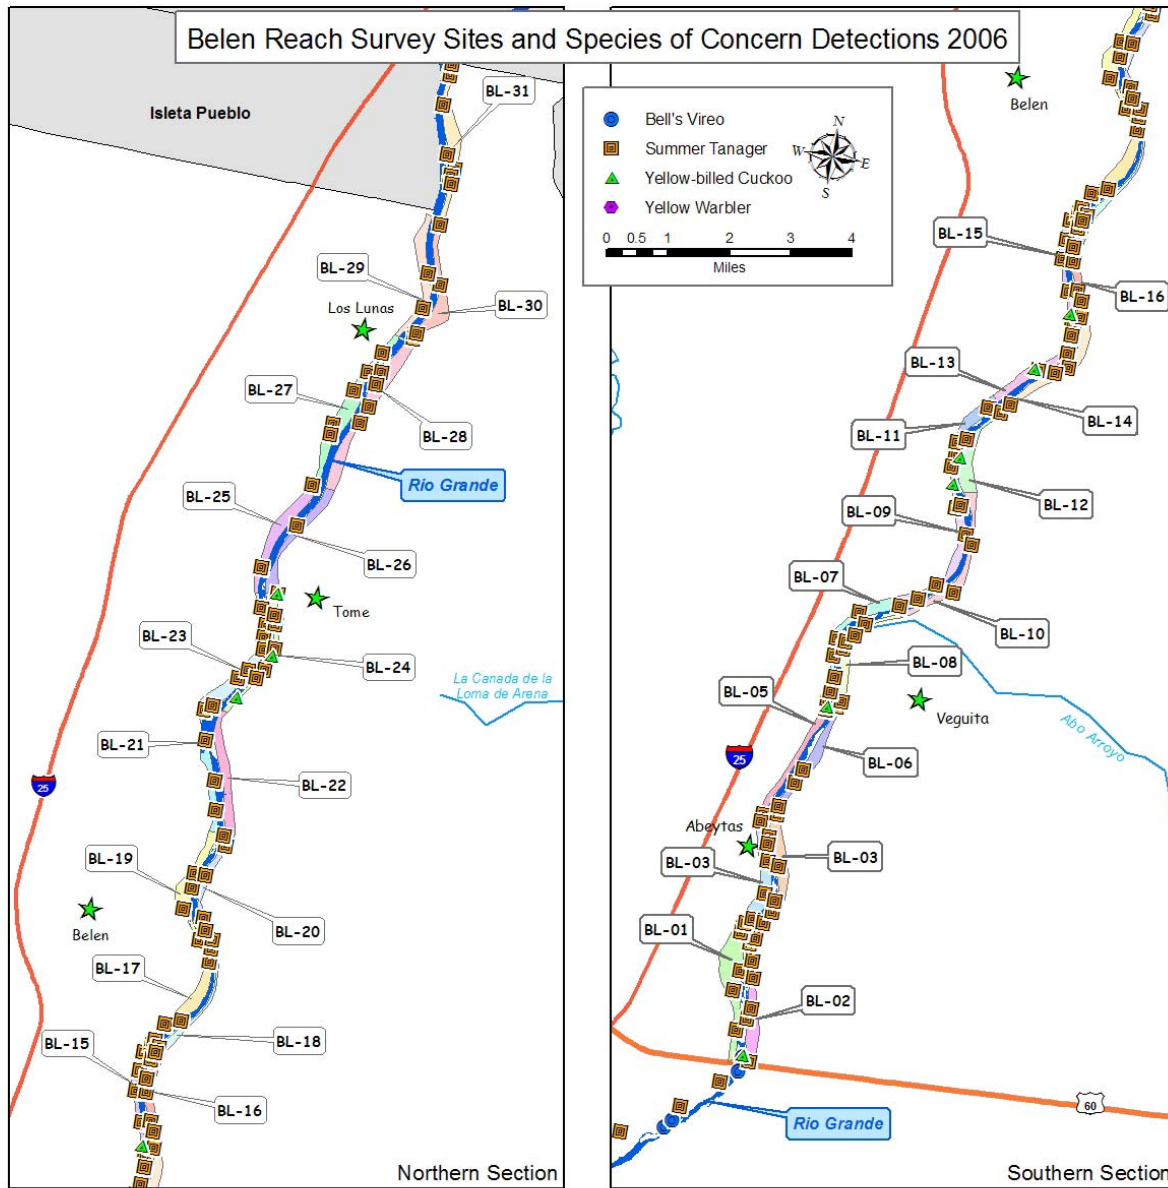 Belen Reach Survey Sites and Species of Concern Detections 2006
Isleta Pueblo
BL-31
BL-29
BL-30
Los Lunas
BL-27
BL-28
Rio Grande
BL-25
BL-26
Tome
BL-23
BL-24
La Canada de la
Loma de Arena
BL-21
25
BL-22
BL-19
Belen
BL-20
BL-17
BL-18
BL-15
BL-16
Northern Section
Belen
Bell's Vireo
Summer Tanager
Yellow-billed Cuckoo
Yellow Warbler
N
W
E
S
0 0.5 1 2 3 4
Miles
BL-15
BL-16
BL-13
BL-14
BL-11
BL-12
BL-09
BL-07
BL-10
BL-08
BL-05
Veguita
Abo Arroyo
25
BL-06
Abeytas
BL-03
BL-03
BL-01
BL-02
60
Rio Grande
Southern Section